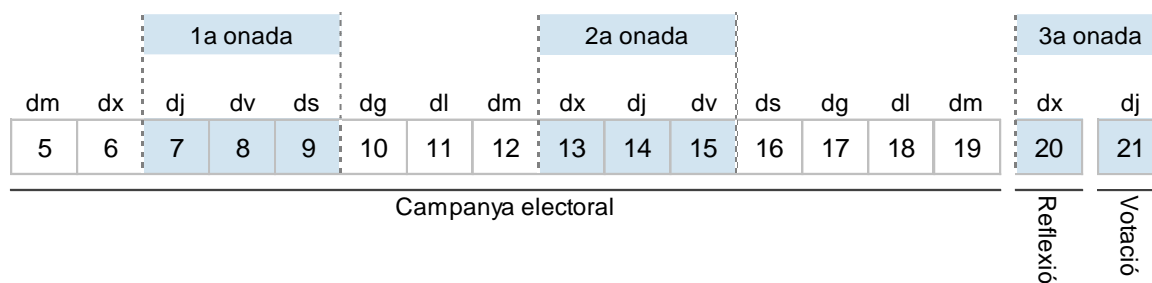 1a onada 2a onada 3a onada
dm dx dj dv ds dg dl dm dx dj dv ds dg dl dm dx dj
5 6 7 8 9 10 11 12 13 14 15 16 17 18 19 20 21
Campanya electoral
Reflexió
Votació